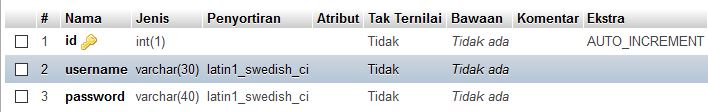 # Nama Jenis Penyortiran Atribut Tak Ternilai Bawaan Komentar Ekstra
1 id int(1) Tidak Tidak ada AUTO_INCREMENT
2 username varchar(30) latin1_swedish_ci Tidak Tidak ada
3 password varchar(40) latin1_swedish_ci Tidak Tidak ada